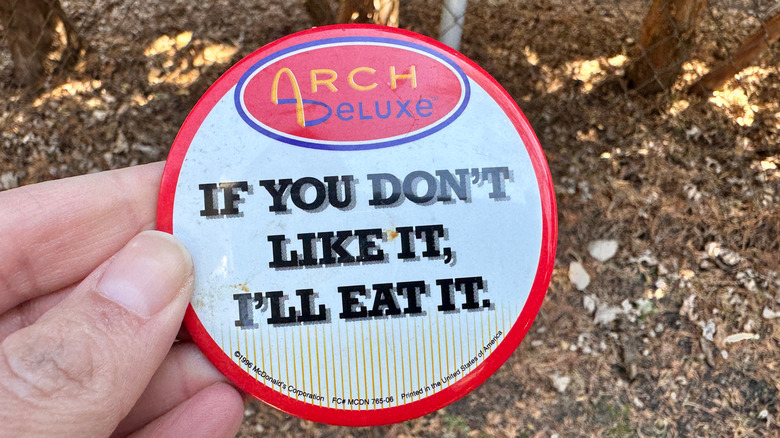 ARCH
DELUXE™
IF YOU DON'T
LIKE IT,
I'LL EAT IT.
©1996 McDonald's Corporation FC# MCDN 765-06 Printed in the United States of America